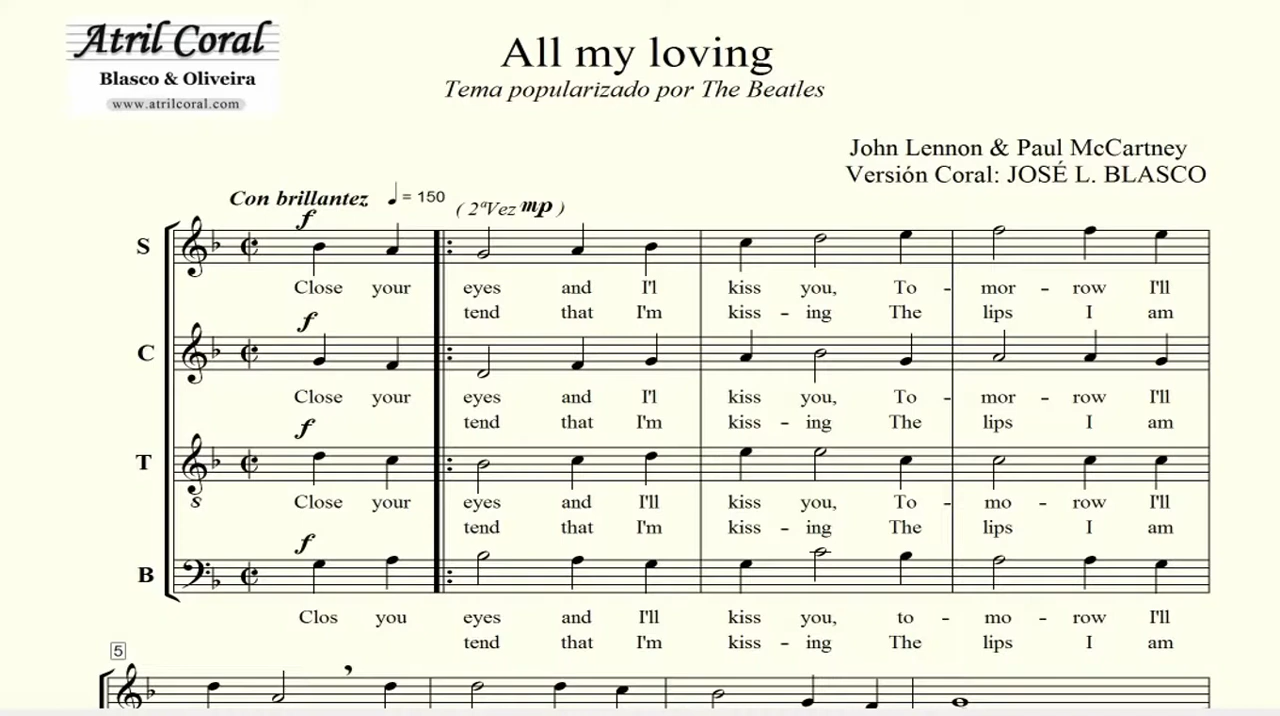 Atril Coral
Blasco & Oliveira
www.atrilcoral.com
All my loving
Tema popularizado por The Beatles
John Lennon & Paul McCartney
Versión Coral: JOSÉ L. BLASCO
Con brillantez ♩ = 150
f (2ªVez mp)
S
Close your eyes and I'l kiss you, To - mor - row I'll
tend that I'm kiss - ing The lips I am
f
C
Close your eyes and I'l kiss you, To - mor - row I'll
tend that I'm kiss - ing The lips I am
f
T
8
Close your eyes and I'll kiss you, To - mo - row I'll
tend that I'm kiss - ing The lips I am
f
B
Clos you eyes and I'll kiss you, to - mo - row I'll
tend that I'm kiss - ing The lips I am
5